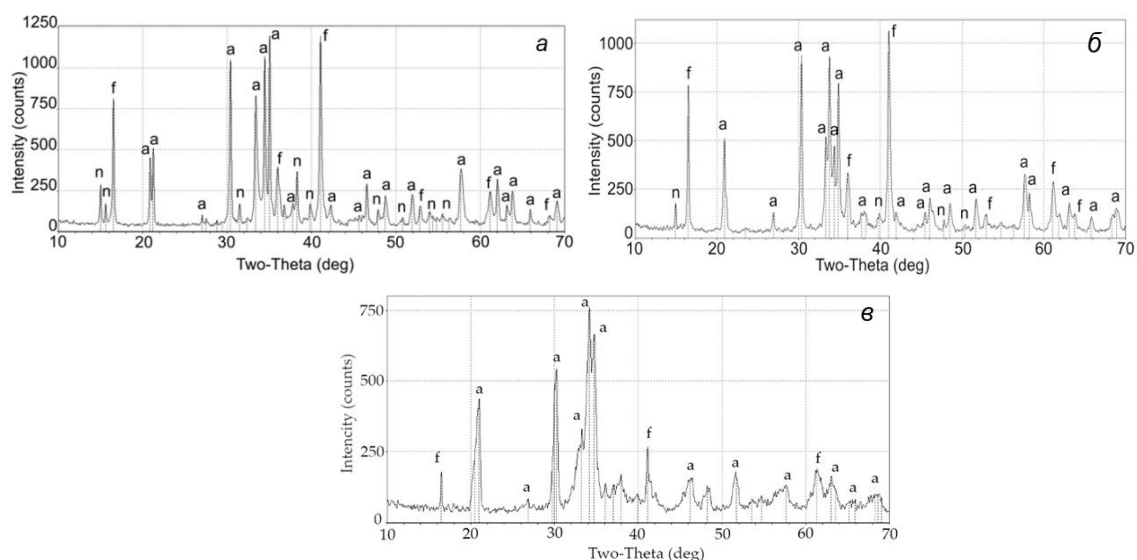 а
Intensity (counts)
1250
1000
750
500
250
0
n n f a a a a n a a a f a n n f a a n a n a f n n n a f a a a a f a
10 20 30 40 50 60 70
Two-Theta (deg)
б
Intensity (counts)
1000
750
500
250
0
n f a a a a a a a f a n f a a a n a n a f a a f a f a a
10 20 30 40 50 60 70
Two-Theta (deg)
в
Intencity (counts)
750
500
250
0
f a a a a a a f a a a f a a a
10 20 30 40 50 60 70
Two-Theta (deg)